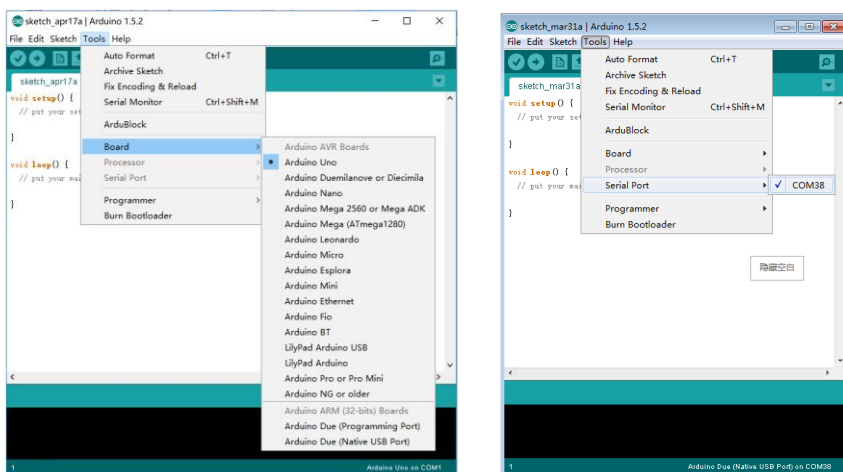 sketch_apr17a | Arduino 1.5.2
File Edit Sketch Tools Help
Auto Format Ctrl+T
Archive Sketch
Fix Encoding & Reload
Serial Monitor Ctrl+Shift+M
ArduBlock
Board
Processor
Serial Port
Programmer
Burn Bootloader
sketch_apr17a
void setup() {
// put your set
}
void loop() {
// put your mai
}
Arduino AVR Boards
Arduino Uno
Arduino Duemilanove or Diecimila
Arduino Nano
Arduino Mega 2560 or Mega ADK
Arduino Mega (ATmega1280)
Arduino Leonardo
Arduino Micro
Arduino Esplora
Arduino Mini
Arduino Ethernet
Arduino Fio
Arduino BT
LilyPad Arduino USB
LilyPad Arduino
Arduino Pro or Pro Mini
Arduino NG or older
Arduino ARM (32-bits) Boards
Arduino Due (Programming Port)
Arduino Due (Native USB Port)
1 Arduino Uno on COM1
sketch_mar31a | Arduino 1.5.2
File Edit Sketch Tools Help
Auto Format Ctrl+T
Archive Sketch
Fix Encoding & Reload
Serial Monitor Ctrl+Shift+M
ArduBlock
Board
Processor
Serial Port
Programmer
Burn Bootloader
COM38
sketch_mar31a
void setup() {
// put your set
}
void loop() {
// put your mai
}
隐藏空白
1 Arduino Due (Native USB Port) on COM38